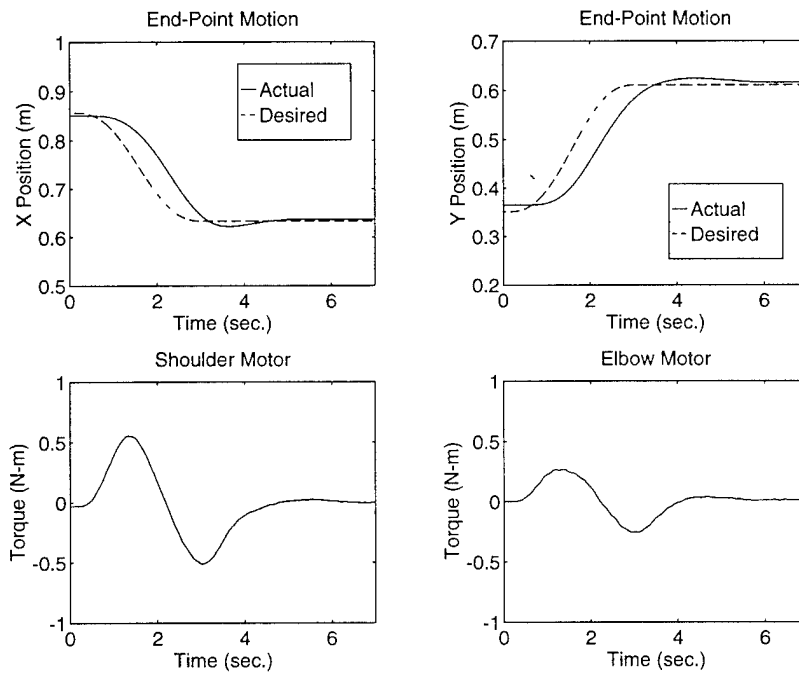 End-Point Motion
1
0.9
0.8
0.7
0.6
0.5
X Position (m)
Actual
Desired
0 2 4 6
Time (sec.)
End-Point Motion
0.7
0.6
0.5
0.4
0.3
0.2
Y Position (m)
Actual
Desired
0 2 4 6
Time (sec.)
Shoulder Motor
1
0.5
0
-0.5
-1
Torque (N-m)
0 2 4 6
Time (sec.)
Elbow Motor
1
0.5
0
-0.5
-1
Torque (N-m)
0 2 4 6
Time (sec.)